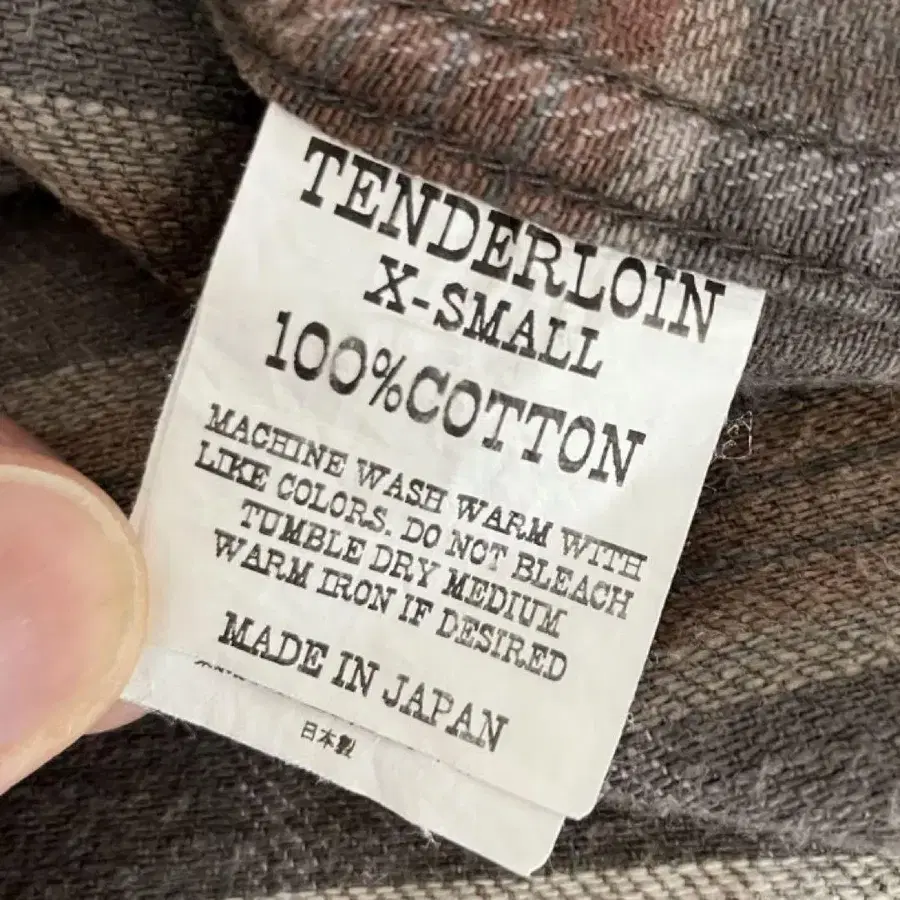 TENDERLOIN
X-SMALL
100%COTTON
MACHINE WASH WARM WITH
LIKE COLORS. DO NOT BLEACH
TUMBLE DRY MEDIUM
WARM IRON IF DESIRED
MADE IN JAPAN
日本製